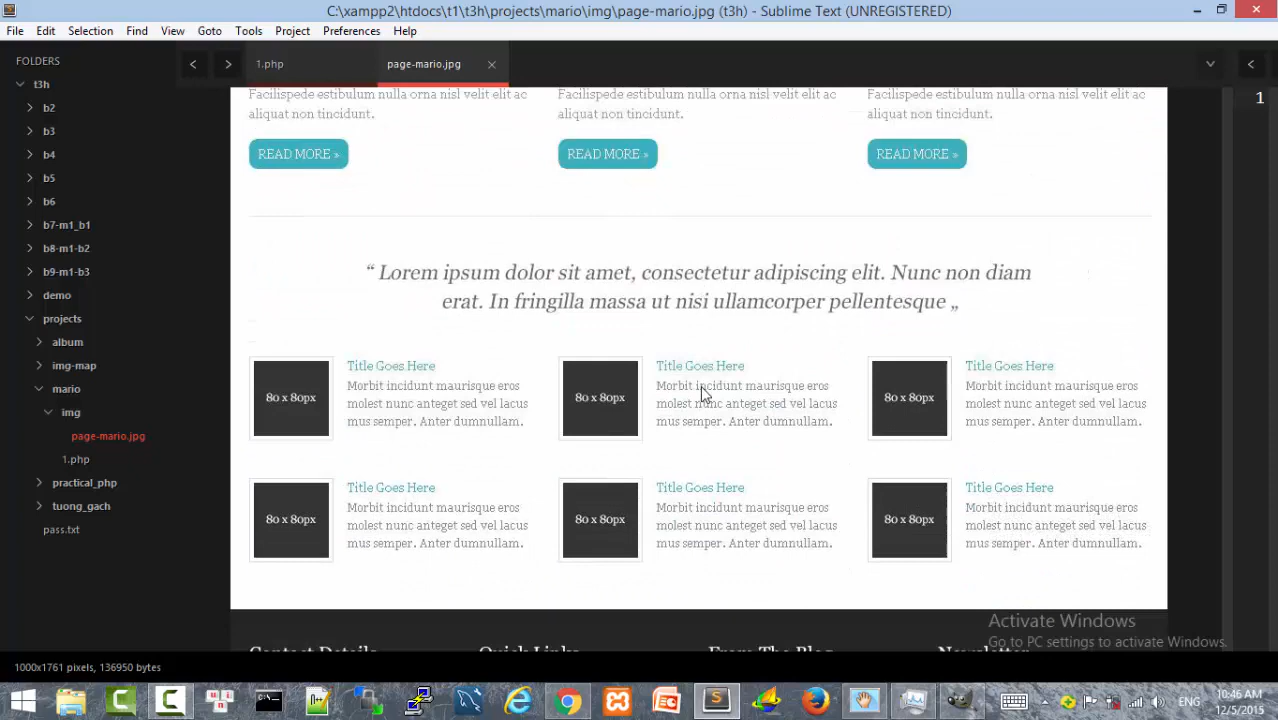 C:\xampp2\htdocs\t1\t3h\projects\mario\img\page-mario.jpg (t3h) - Sublime Text (UNREGISTERED)
File Edit Selection Find View Goto Tools Project Preferences Help
FOLDERS
t3h
b2
b3
b4
b5
b6
b7-m1_b1
b8-m1-b2
b9-m1-b3
demo
projects
album
img-map
mario
img
page-mario.jpg
1.php
practical_php
tuong_gach
pass.txt
1.php page-mario.jpg
1
Facilispede estibulum nulla orna nisl velit elit ac
aliquat non tincidunt.
READ MORE »
Facilispede estibulum nulla orna nisl velit elit ac
aliquat non tincidunt.
READ MORE »
Facilispede estibulum nulla orna nisl velit elit ac
aliquat non tincidunt.
READ MORE »
“ Lorem ipsum dolor sit amet, consectetur adipiscing elit. Nunc non diam
erat. In fringilla massa ut nisi ullamcorper pellentesque „
80 x 80px
Title Goes Here
Morbit incidunt maurisque eros
molest nunc anteget sed vel lacus
mus semper. Anter dumnullam.
80 x 80px
Title Goes Here
Morbit incidunt maurisque eros
molest nunc anteget sed vel lacus
mus semper. Anter dumnullam.
80 x 80px
Title Goes Here
Morbit incidunt maurisque eros
molest nunc anteget sed vel lacus
mus semper. Anter dumnullam.
80 x 80px
Title Goes Here
Morbit incidunt maurisque eros
molest nunc anteget sed vel lacus
mus semper. Anter dumnullam.
80 x 80px
Title Goes Here
Morbit incidunt maurisque eros
molest nunc anteget sed vel lacus
mus semper. Anter dumnullam.
80 x 80px
Title Goes Here
Morbit incidunt maurisque eros
molest nunc anteget sed vel lacus
mus semper. Anter dumnullam.
Contact Details Quick Links From The Blog Newsletter
Activate Windows
Go to PC settings to activate Windows.
1000x1761 pixels, 136950 bytes
ENG
10:46 AM
12/5/2015